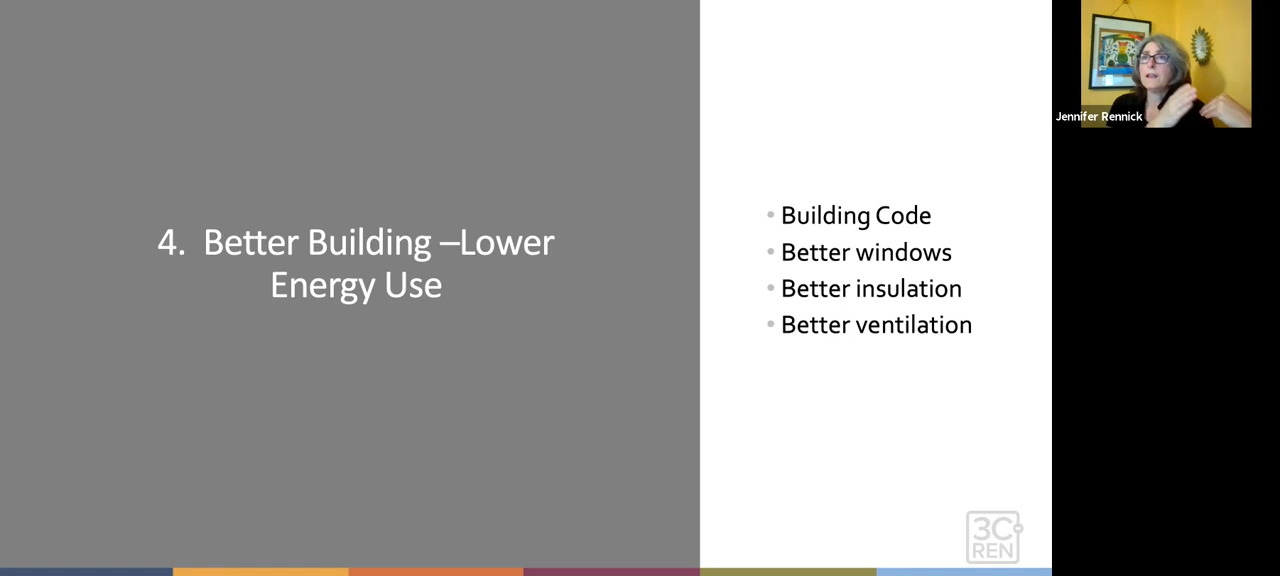 4. Better Building –Lower
Energy Use
• Building Code
• Better windows
• Better insulation
• Better ventilation
3C
REN
Jennifer Rennick